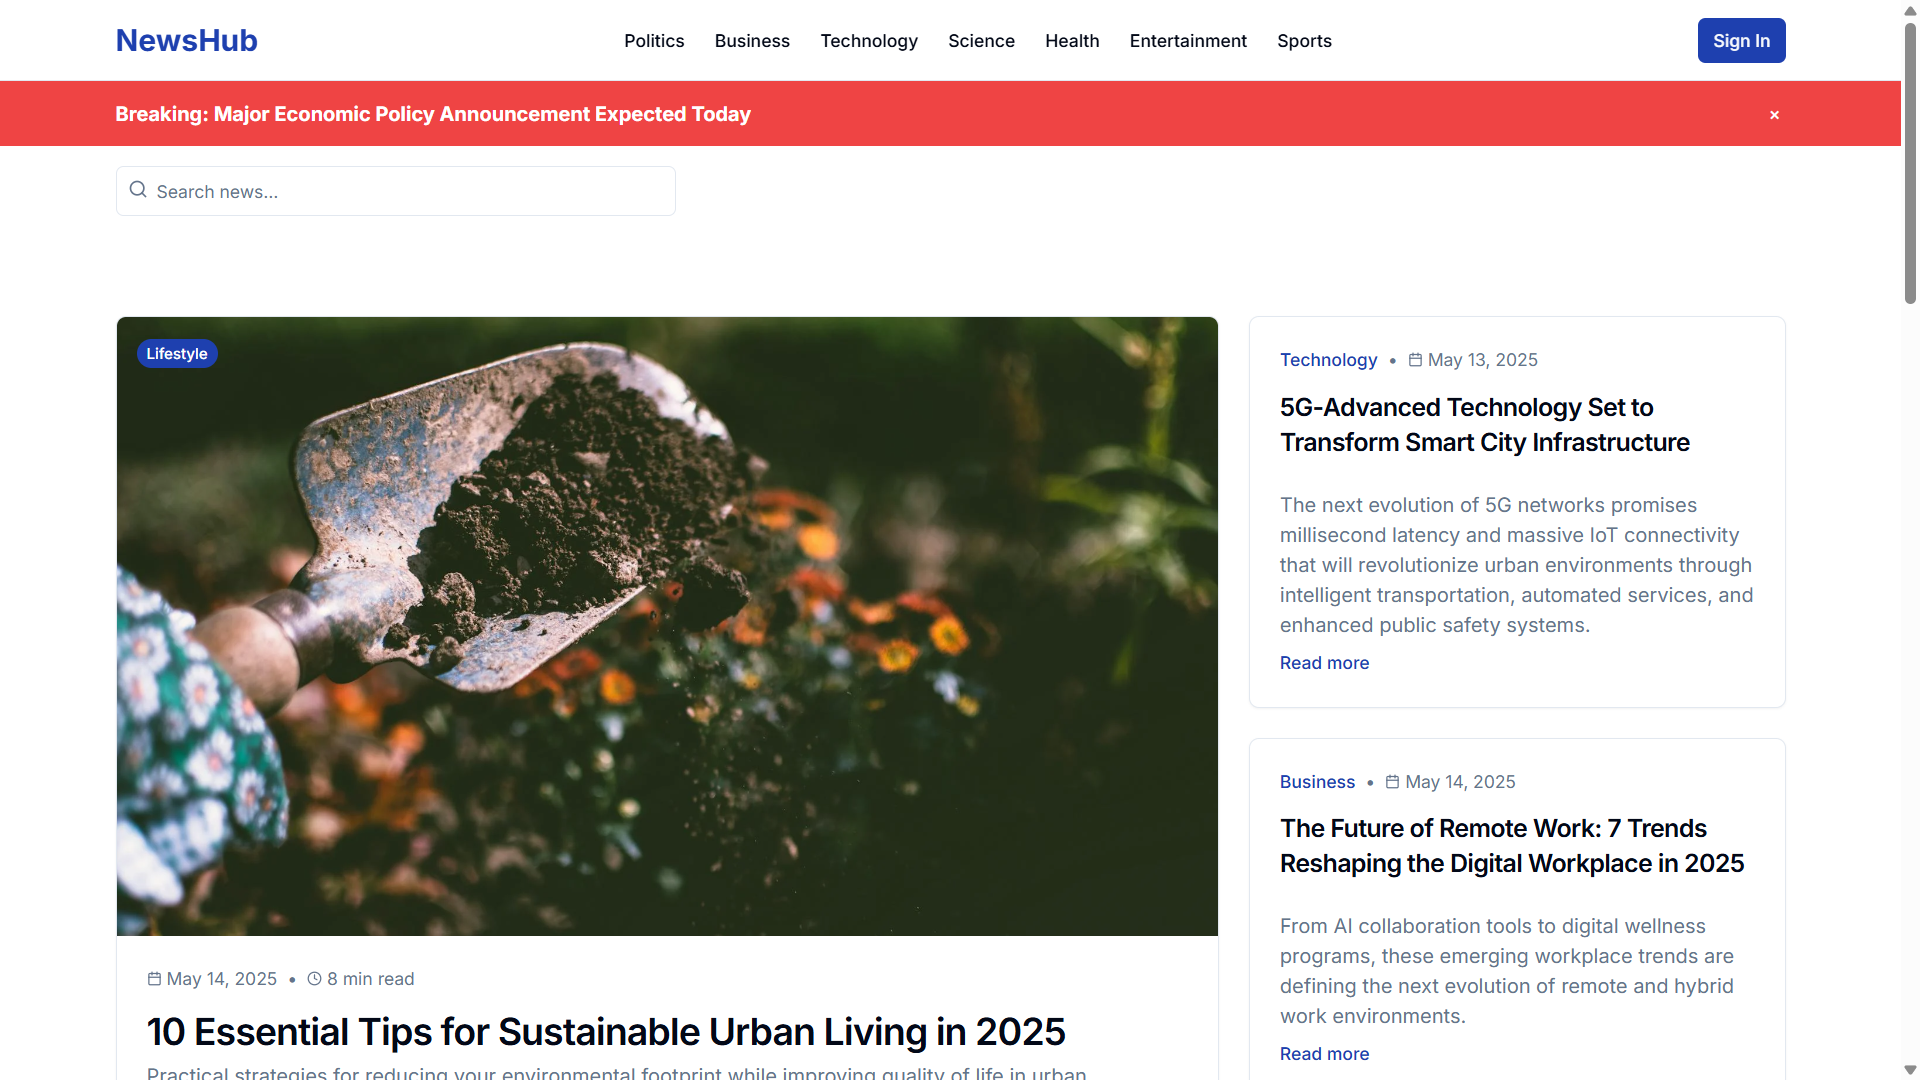 NewsHub
Politics
Business
Technology
Science
Health
Entertainment
Sports
Sign In
Breaking: Major Economic Policy Announcement Expected Today
×
Search news...
Lifestyle
May 14, 2025 • 8 min read
10 Essential Tips for Sustainable Urban Living in 2025
Practical strategies for reducing your environmental footprint while improving quality of life in urban
Technology • May 13, 2025
5G-Advanced Technology Set to
Transform Smart City Infrastructure
The next evolution of 5G networks promises
millisecond latency and massive IoT connectivity
that will revolutionize urban environments through
intelligent transportation, automated services, and
enhanced public safety systems.
Read more
Business • May 14, 2025
The Future of Remote Work: 7 Trends
Reshaping the Digital Workplace in 2025
From AI collaboration tools to digital wellness
programs, these emerging workplace trends are
defining the next evolution of remote and hybrid
work environments.
Read more